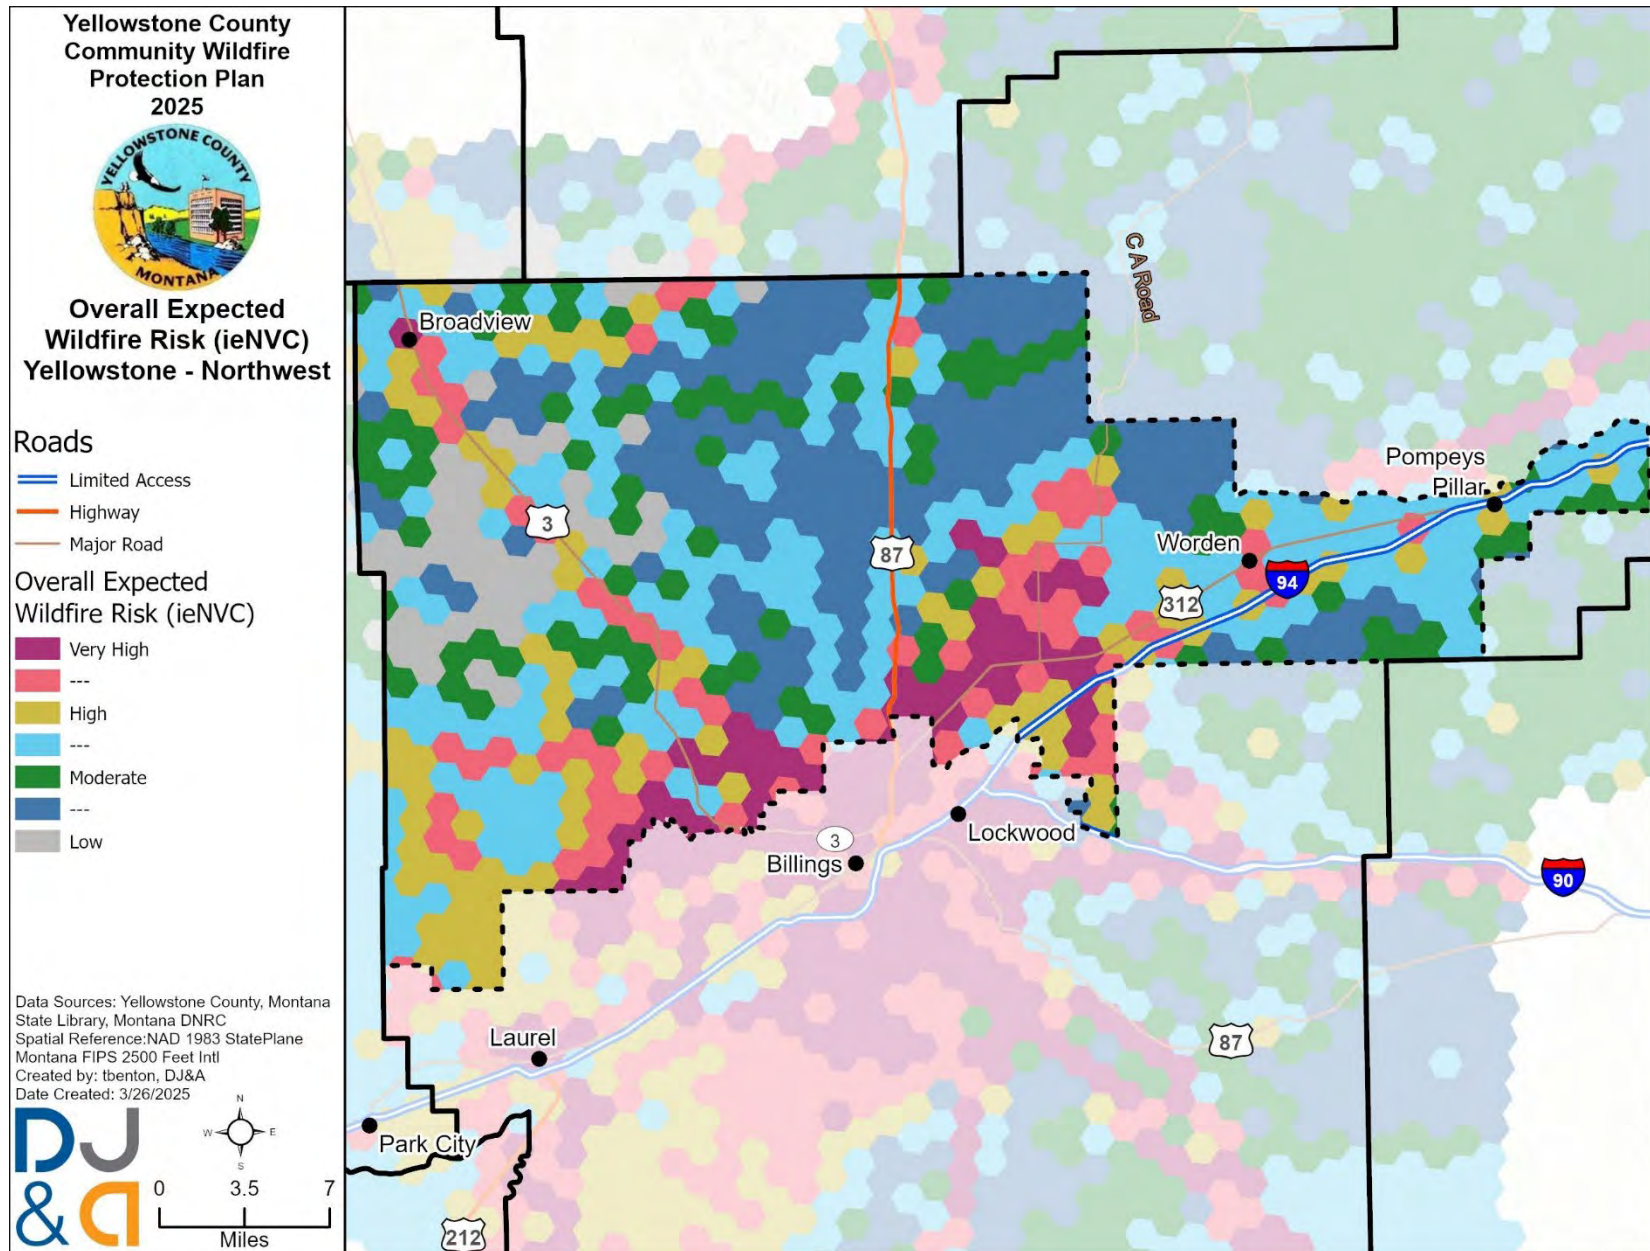 Yellowstone County
Community Wildfire
Protection Plan
2025
YELLOWSTONE COUNTY
MONTANA
Overall Expected
Wildfire Risk (ieNVC)
Yellowstone - Northwest
Roads
Limited Access
Highway
Major Road
Overall Expected
Wildfire Risk (ieNVC)
Very High
---
High
---
Moderate
---
Low
Data Sources: Yellowstone County, Montana
State Library, Montana DNRC
Spatial Reference:NAD 1983 StatePlane
Montana FIPS 2500 Feet Intl
Created by: tbenton, DJ&A
Date Created: 3/26/2025
DJ
&A
N
W E
S
0 3.5 7
Miles
C A Road
Broadview
3
87
Pompeys
Pillar
Worden
94
312
Lockwood
3
Billings
90
Laurel
87
Park City
212